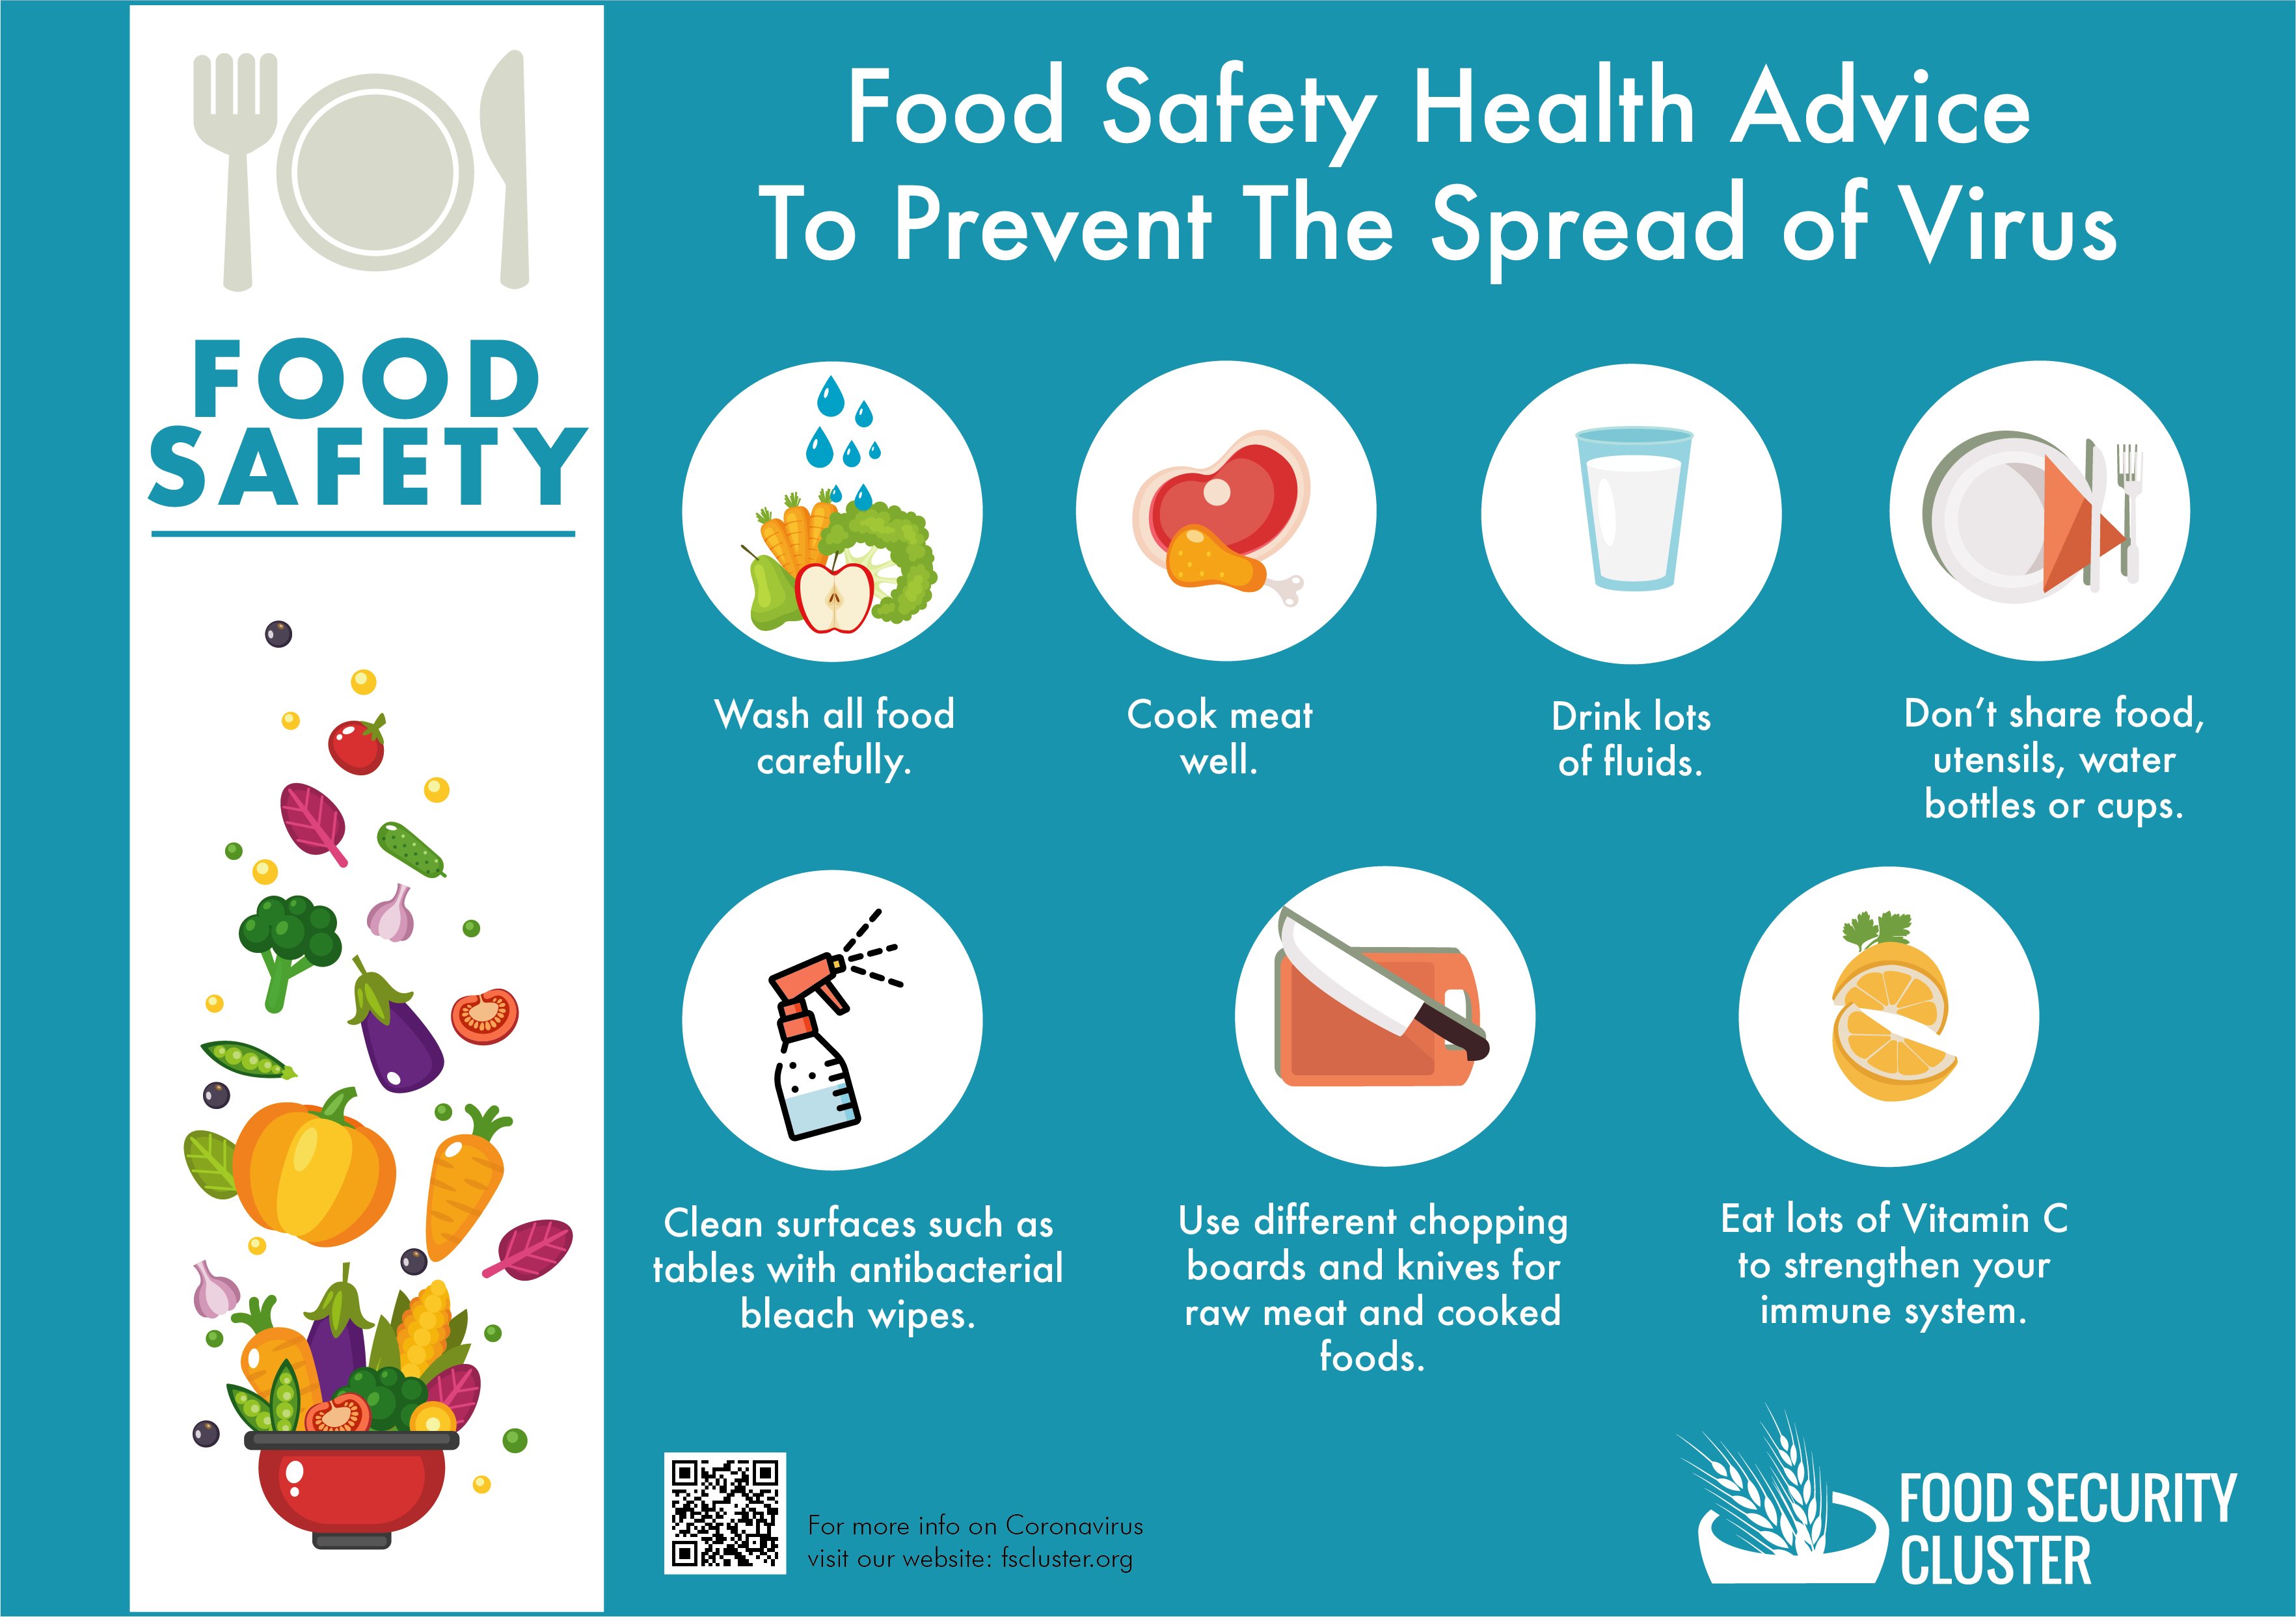 FOOD
SAFETY
Food Safety Health Advice
To Prevent The Spread of Virus
Wash all food
carefully.
Cook meat
well.
Drink lots
of fluids.
Don't share food,
utensils, water
bottles or cups.
Clean surfaces such as
tables with antibacterial
bleach wipes.
Use different chopping
boards and knives for
raw meat and cooked
foods.
Eat lots of Vitamin C
to strengthen your
immune system.
For more info on Coronavirus
visit our website: fscluster.org
FOOD SECURITY
CLUSTER